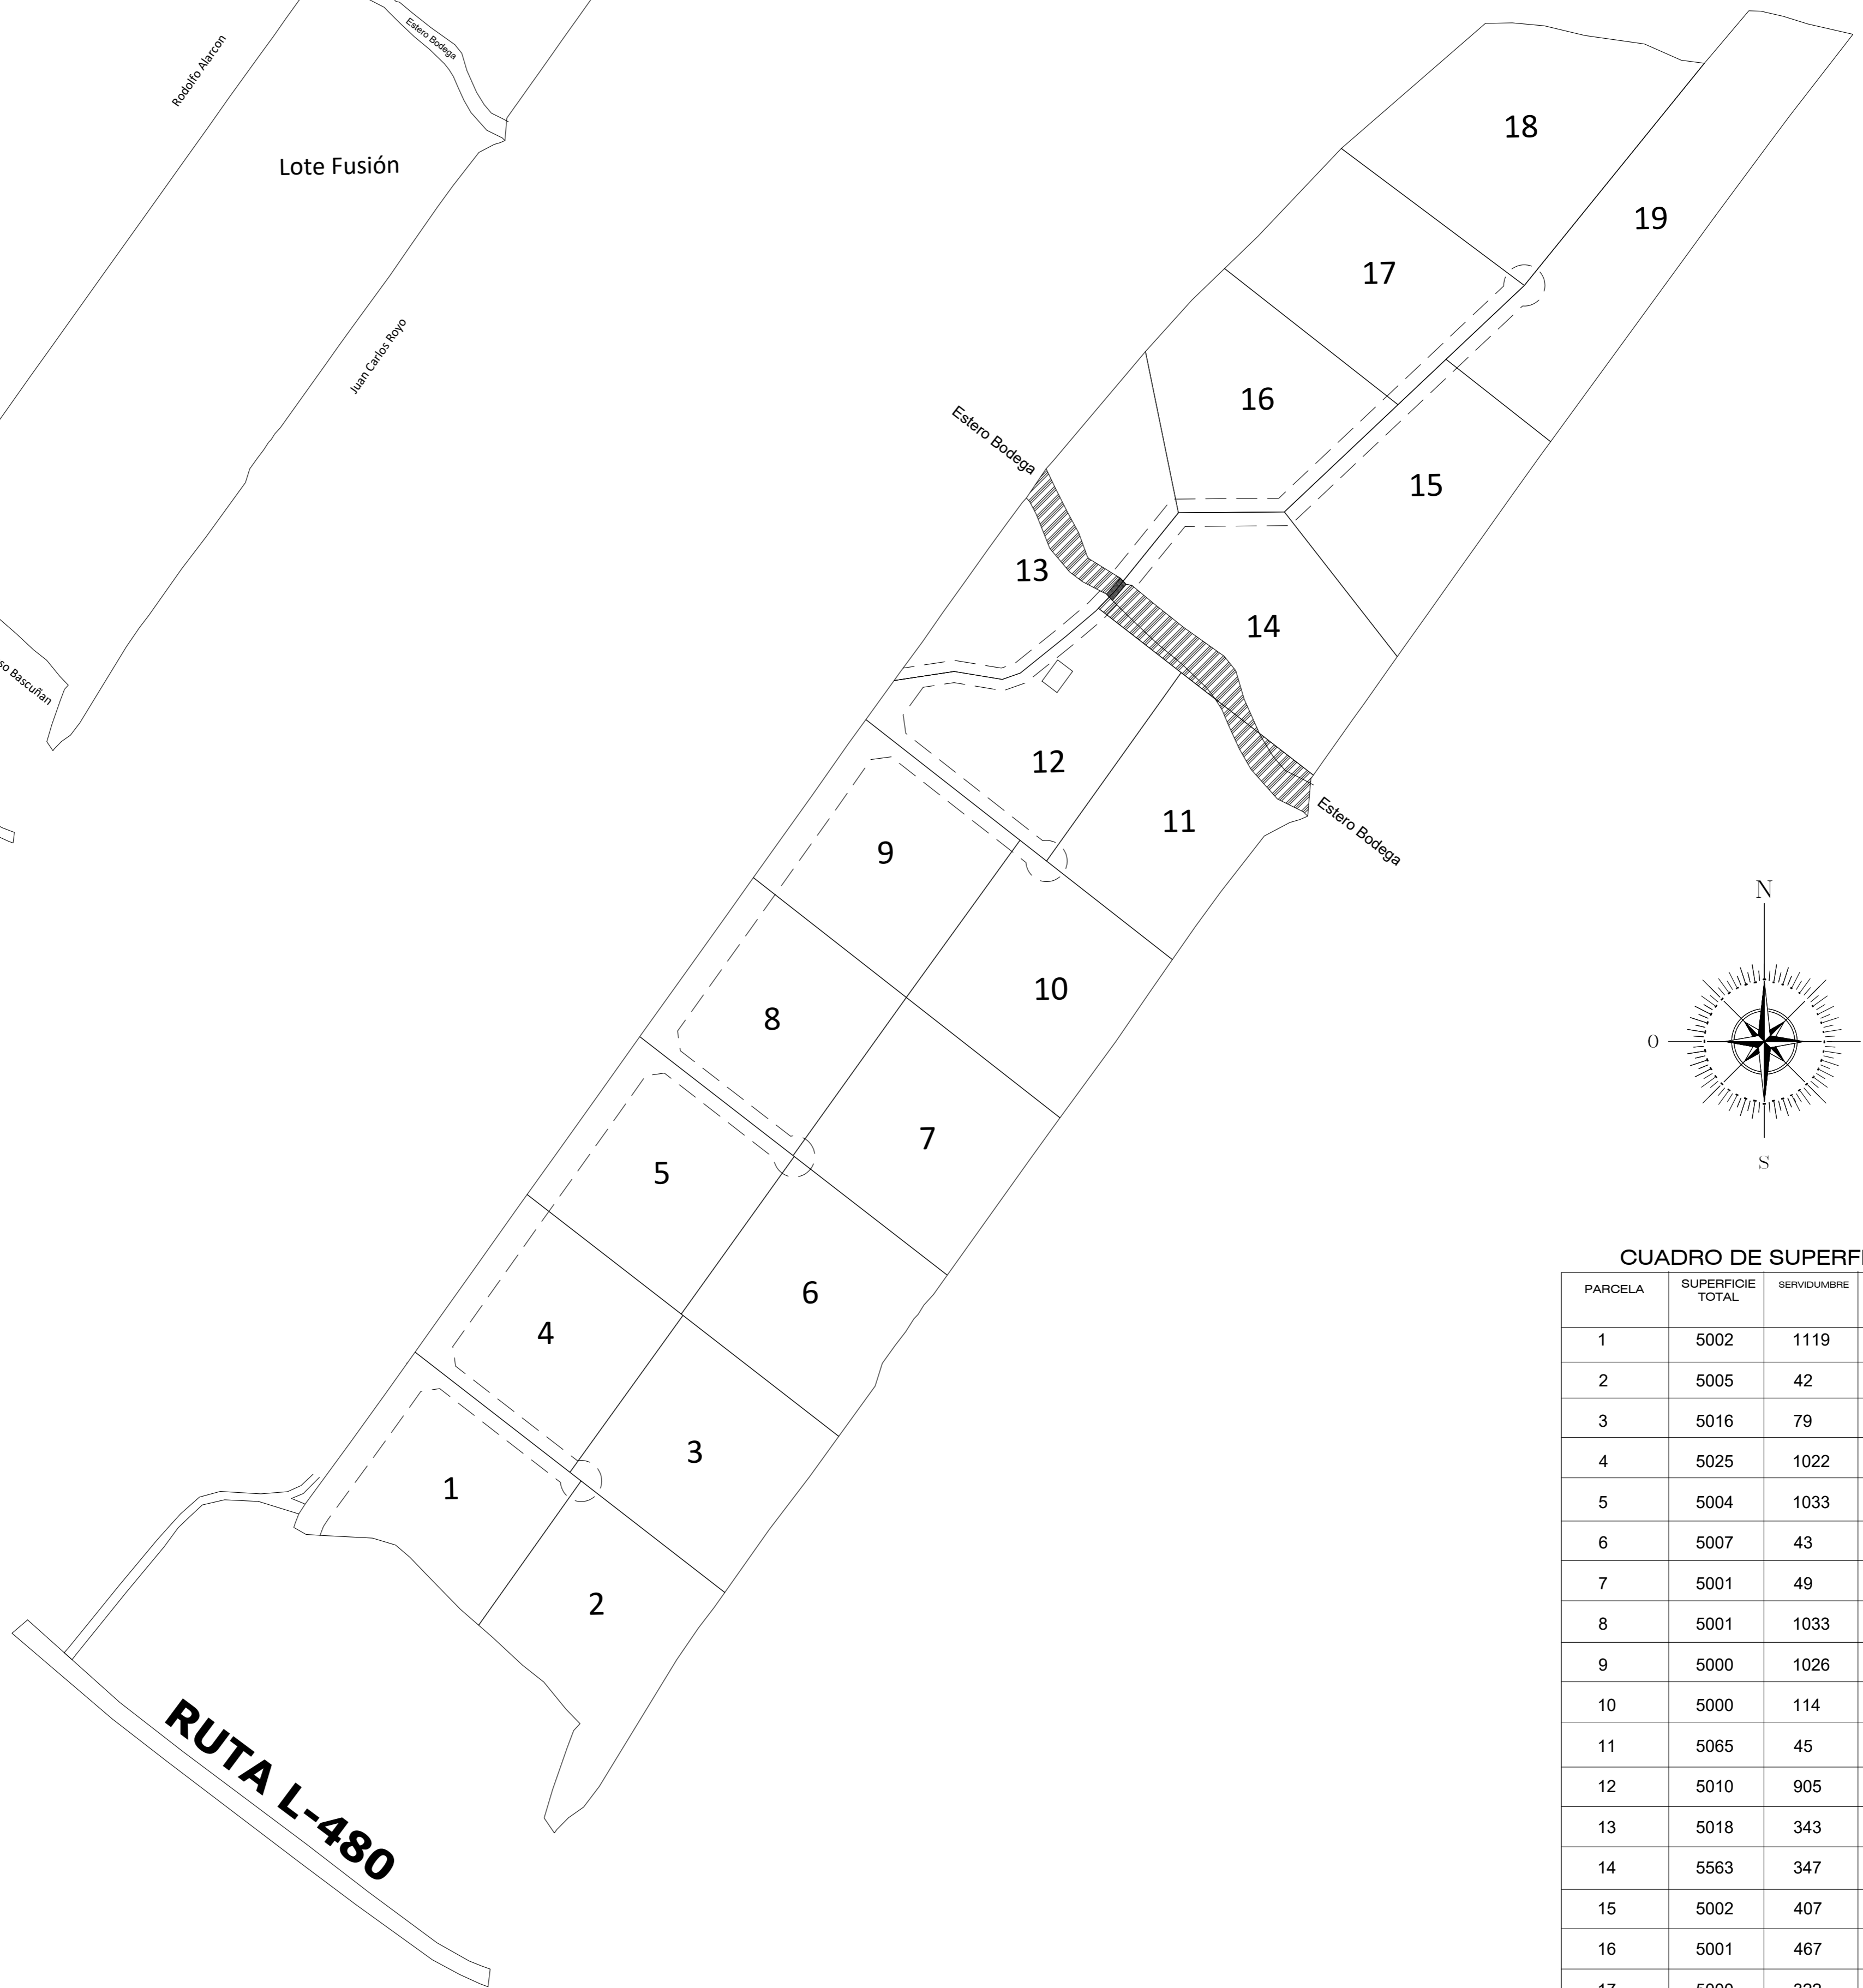 Estero Bodega
Rodolfo Alarcon
Lote Fusión
Juan Carlos Royo
Bascuñan
18
19
17
16
Estero Bodega
15
13
14
12
11
Estero Bodega
9
10
8
7
5
6
4
3
1
2
RUTA L-480
N
O
S
CUADRO DE
PARCELA SUPERFICIE TOTAL SERVIDUMBRE
1 5002 1119
2 5005 42
3 5016 79
4 5025 1022
5 5004 1033
6 5007 43
7 5001 49
8 5001 1033
9 5000 1026
10 5000 114
11 5065 45
12 5010 905
13 5018 343
14 5563 347
15 5002 407
16 5001 467